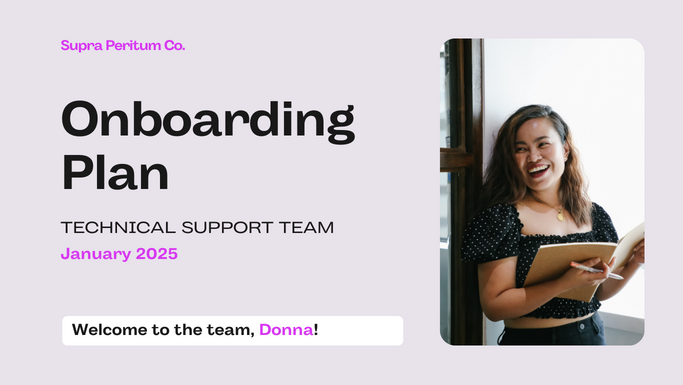 Supra Peritum Co.
Onboarding
Plan
TECHNICAL SUPPORT TEAM
January 2025
Welcome to the team, Donna!